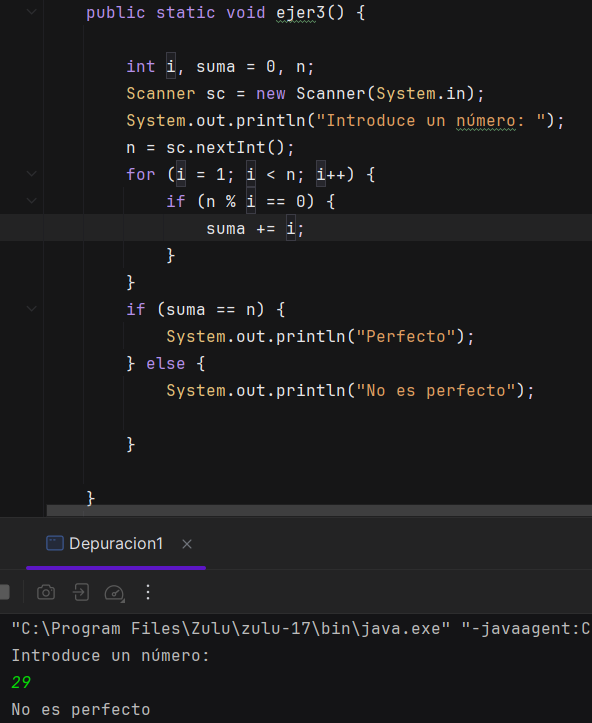 public static void ejer3() {
int i, suma = 0, n;
Scanner sc = new Scanner(System.in);
System.out.println("Introduce un número: ");
n = sc.nextInt();
for (i = 1; i < n; i++) {
if (n % i == 0) {
suma += i;
}
}
if (suma == n) {
System.out.println("Perfecto");
} else {
System.out.println("No es perfecto");
}
}
Depuracion1
"C:\Program Files\Zulu\zulu-17\bin\java.exe" "-javaagent:C
Introduce un número:
29
No es perfecto